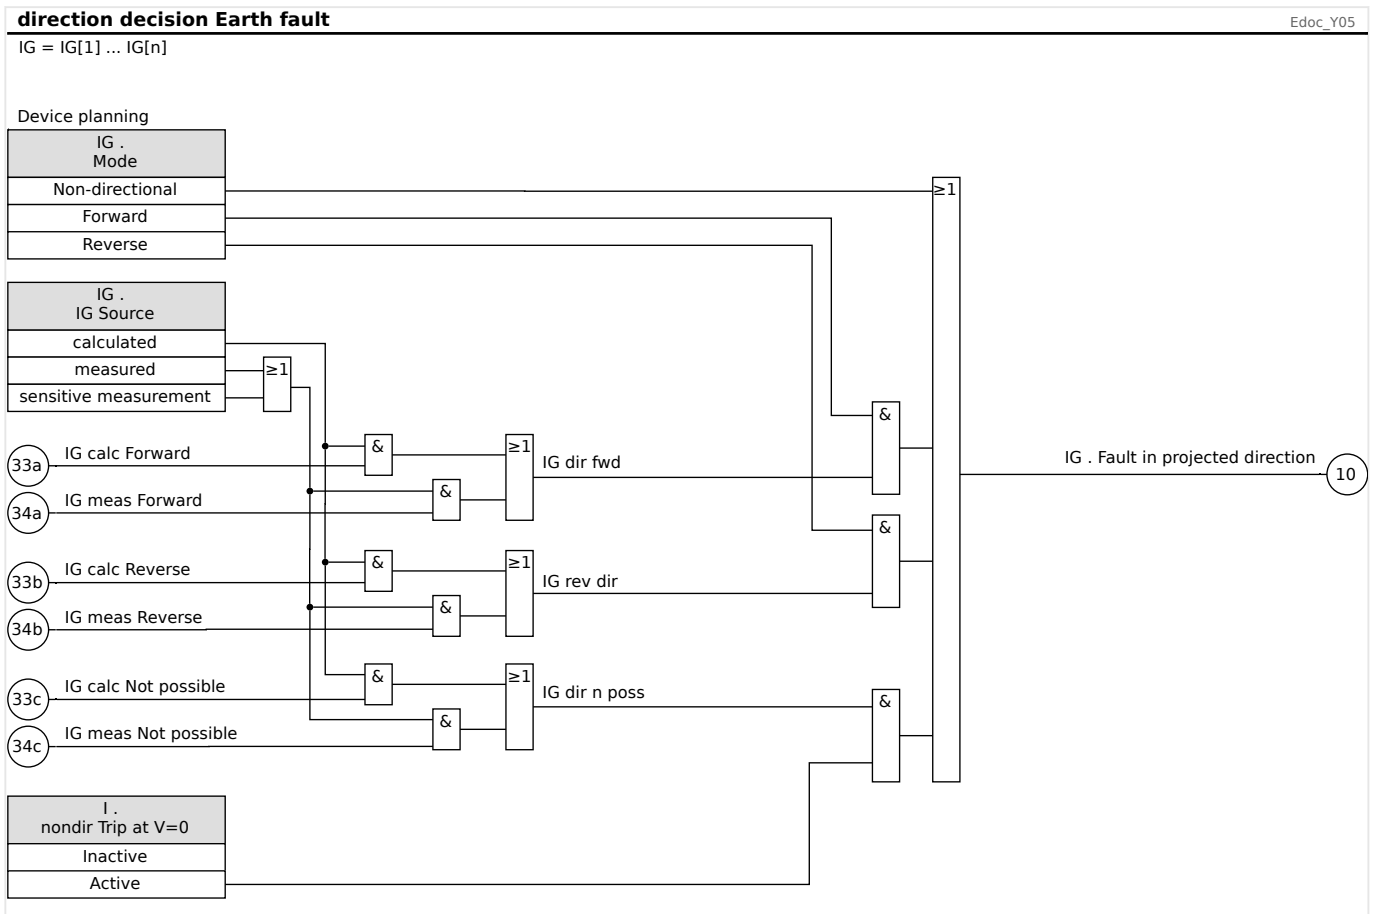 direction decision Earth fault
Edoc_Y05
IG = IG[1] ... IG[n]
Device planning
IG .
Mode
Non-directional
Forward
Reverse
≥1
IG .
IG Source
calculated
measured
sensitive measurement
≥1
&
33a
IG calc Forward
&
≥1
IG dir fwd
34a
IG meas Forward
&
IG . Fault in projected direction
10
&
33b
IG calc Reverse
&
≥1
IG rev dir
34b
IG meas Reverse
&
33c
IG calc Not possible
&
≥1
IG dir n poss
&
34c
IG meas Not possible
&
I .
nondir Trip at V=0
Inactive
Active